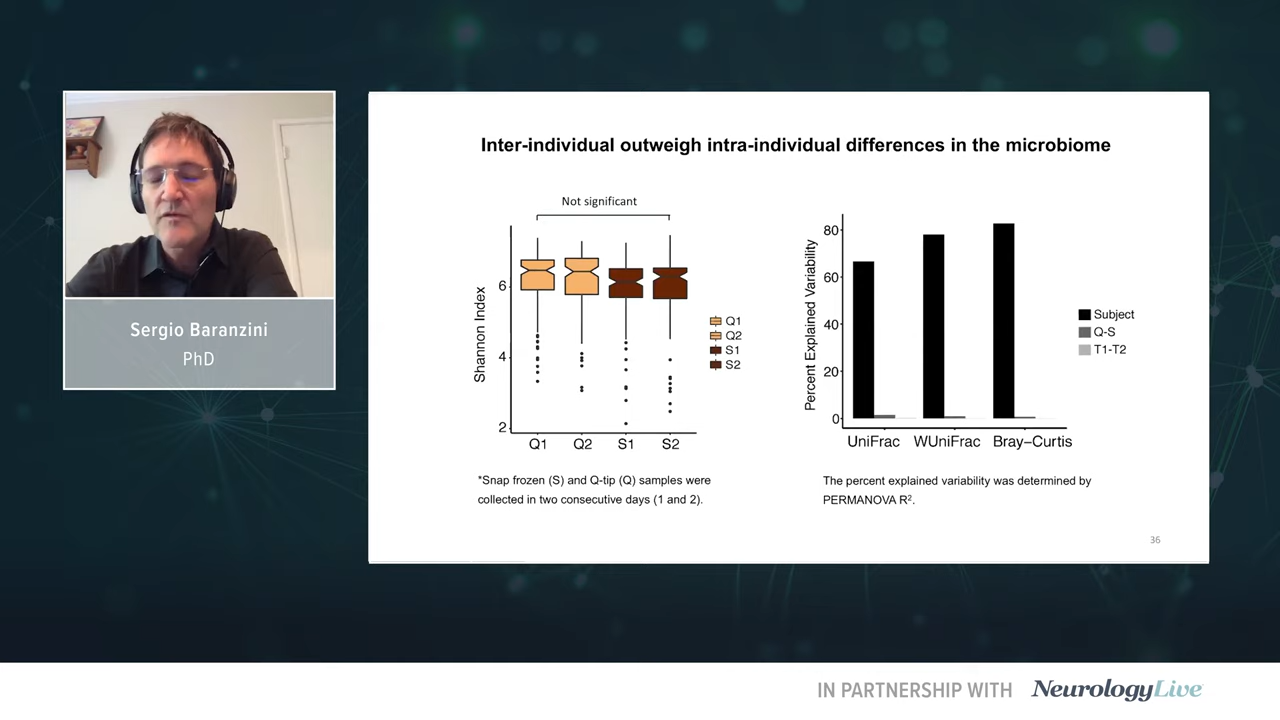 Sergio Baranzini
PhD
Inter-individual outweigh intra-individual differences in the microbiome
Not significant
Shannon Index
6
4
2
Q1 Q2 S1 S2
Q1
Q2
S1
S2
*Snap frozen (S) and Q-tip (Q) samples were
collected in two consecutive days (1 and 2).
Percent Explained Variability
80
60
40
20
0
UniFrac WUniFrac Bray−Curtis
Subject
Q-S
T1-T2
The percent explained variability was determined by
PERMANOVA R².
36
IN PARTNERSHIP WITH NeurologyLive